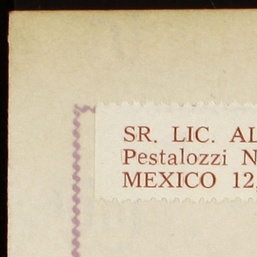 SR. LIC. AL
Pestalozzi N
MEXICO 12,